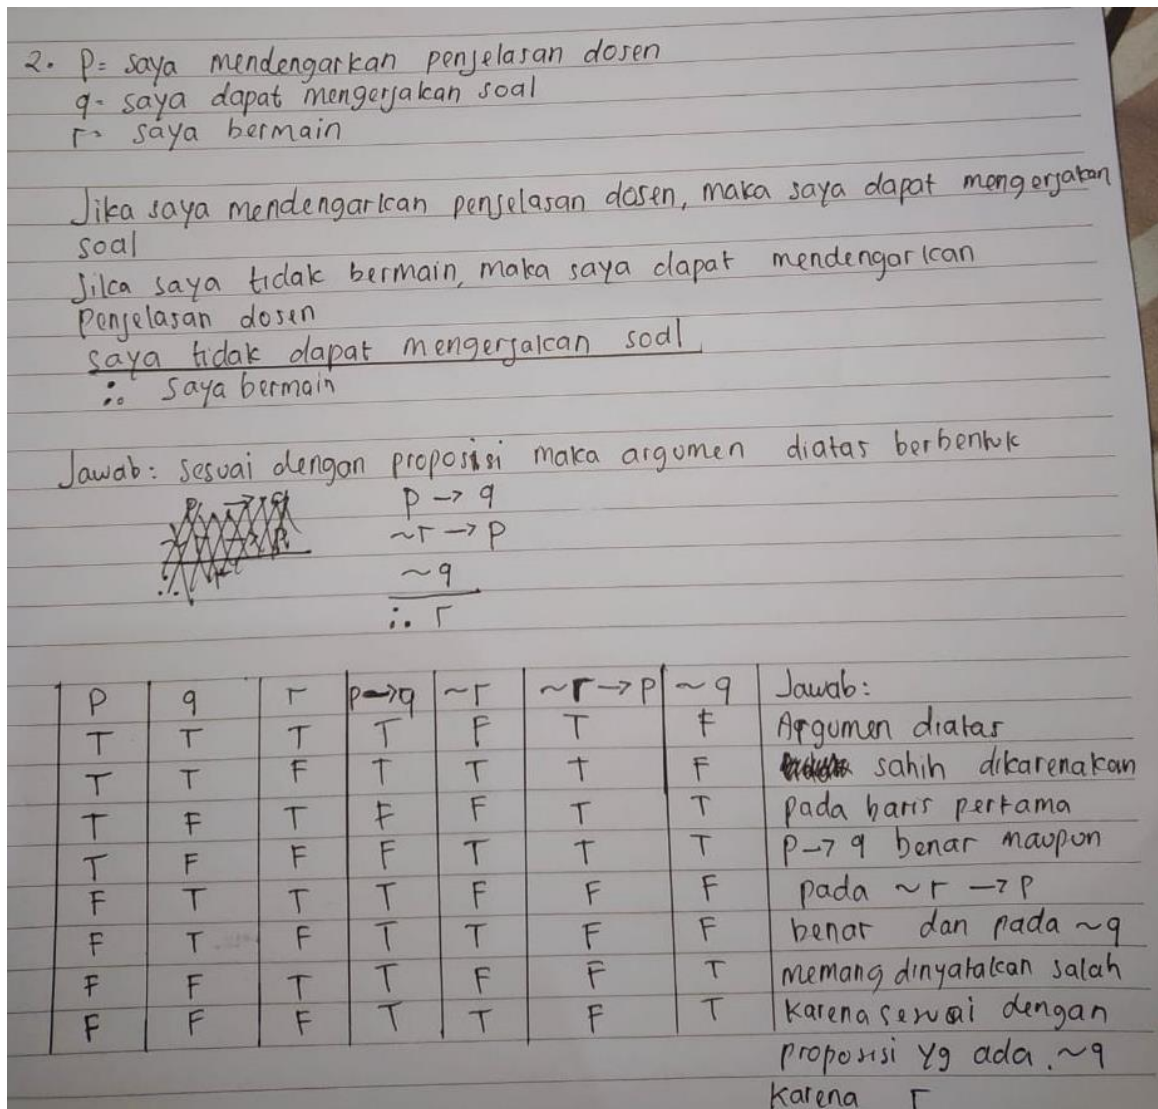 2. p= saya mendengarkan penjelasan dosen
q= saya dapat mengerjakan soal
r= saya bermain
Jika saya mendengarkan penjelasan dosen, maka saya dapat mengerjakan
soal
Jika saya tidak bermain, maka saya dapat mendengarkan
penjelasan dosen
saya tidak dapat mengerjakan soal
∴ saya bermain
Jawab: sesuai dengan proposisi maka argumen diatas berbentuk
p → q
~r → p
~q
∴ r
p q r p→q ~r ~r→p ~q Jawab:
T T T T F T F Argumen diatas
T T F T T T F sahih dikarenakan
T F T F F T T pada baris pertama
T F F F T T T p→q benar maupun
F T T T F F F pada ~r → p
F T F T T F F benar dan pada ~q
F F T T F F T memang dinyatakan salah
F F F T T F T karena sesuai dengan
proposisi yg ada. ~q
karena r